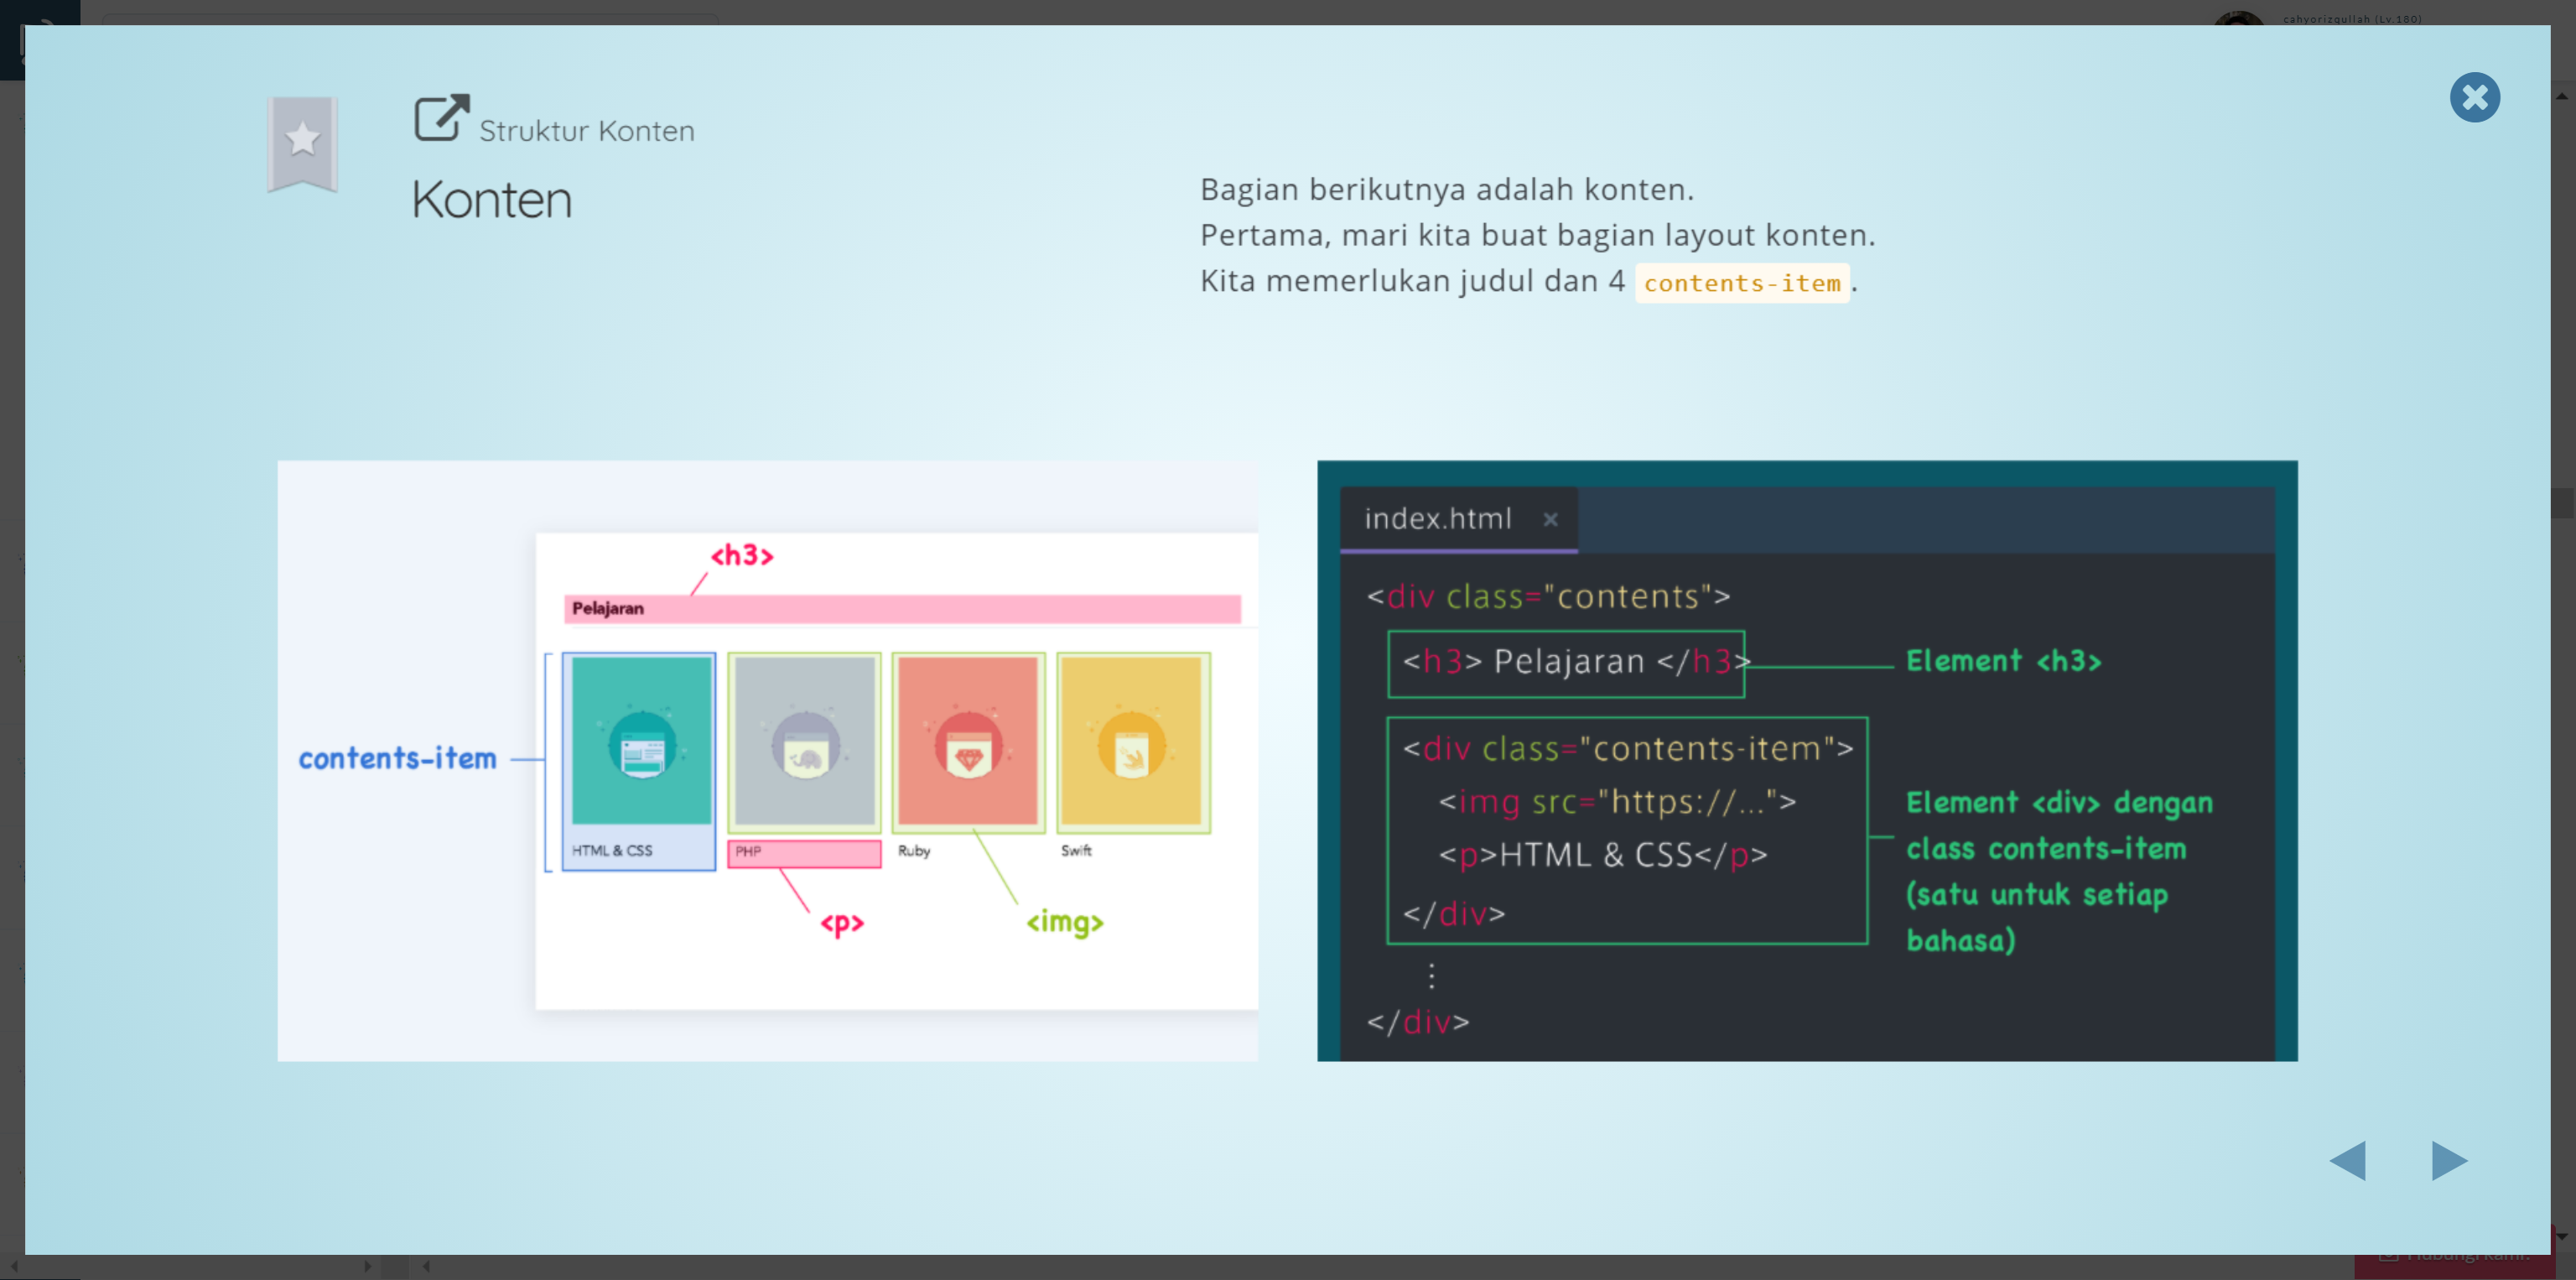 cahyorizqullah (Lv.180)
Struktur Konten
Konten
Bagian berikutnya adalah konten.
Pertama, mari kita buat bagian layout konten.
Kita memerlukan judul dan 4 contents-item.
<h3>
Pelajaran
contents-item
HTML & CSS
PHP
Ruby
Swift
<p>
<img>
index.html ×
<div class="contents">
<h3> Pelajaran </h3>
Element <h3>
<div class="contents-item">
<img src="https://...">
<p>HTML & CSS</p>
</div>
Element <div> dengan
class contents-item
(satu untuk setiap
bahasa)
⋮
</div>
Hubungi kami!